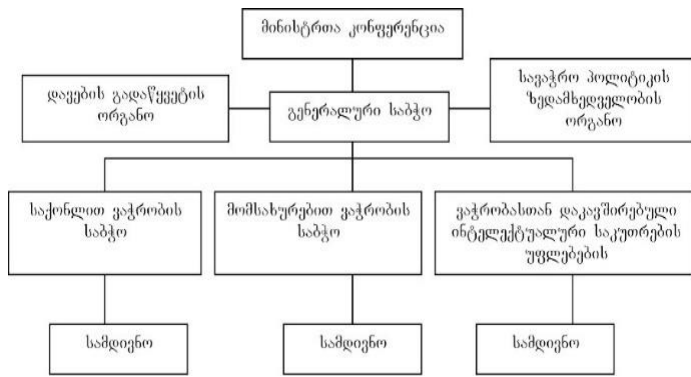 მინისტრთა კონფერენცია
დავების გადაწყვეტის
ორგანო
გენერალური საბჭო
სავაჭრო პოლიტიკის
ზედამხედველობის
ორგანო
საქონლით ვაჭრობის
საბჭო
მომსახურებით ვაჭრობის
საბჭო
ვაჭრობასთან დაკავშირებული
ინტელექტუალური საკუთრების
უფლებების
სამდივნო
სამდივნო
სამდივნო